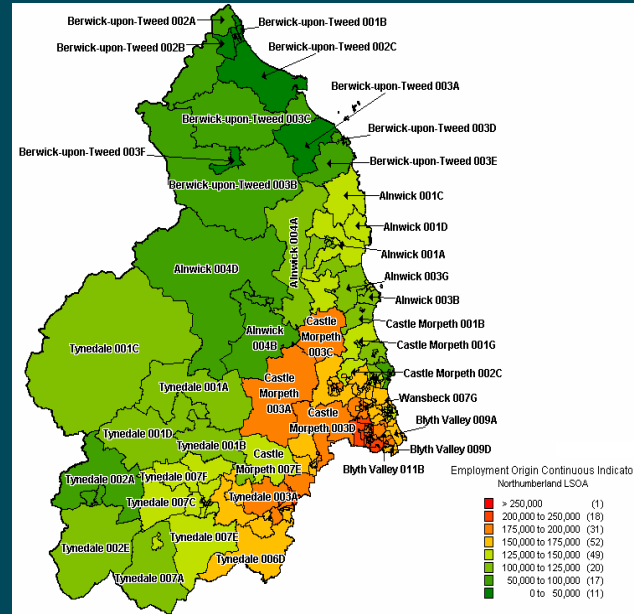 Berwick-upon-Tweed 002A
Berwick-upon-Tweed 001B
Berwick-upon-Tweed 002B
Berwick-upon-Tweed 002C
Berwick-upon-Tweed 003A
Berwick-upon-Tweed 003C
Berwick-upon-Tweed 003D
Berwick-upon-Tweed 003F
Berwick-upon-Tweed 003E
Berwick-upon-Tweed 003B
Alnwick 001C
Alnwick 004A
Alnwick 001D
Alnwick 001A
Alnwick 004D
Alnwick 003G
Alnwick 003B
Castle
Morpeth
003C
Castle Morpeth 001B
Alnwick
004B
Tynedale 001C
Castle Morpeth 001G
Castle
Morpeth
003A
Castle Morpeth 002C
Tynedale 001A
Wansbeck 007G
Castle
Morpeth 003D
Blyth Valley 009A
Tynedale 001D
Tynedale 001B
Blyth Valley 009D
Castle
Morpeth 007E
Blyth Valley 011B
Tynedale 002A
Tynedale 007F
Tynedale 007C
Tynedale 003A
Tynedale 007E
Tynedale 002E
Tynedale 006D
Tynedale 007A
Employment Origin Continuous Indicato
Northumberland LSOA
> 250,000 (1)
200,000 to 250,000 (18)
175,000 to 200,000 (31)
150,000 to 175,000 (52)
125,000 to 150,000 (49)
100,000 to 125,000 (20)
50,000 to 100,000 (17)
0 to 50,000 (11)